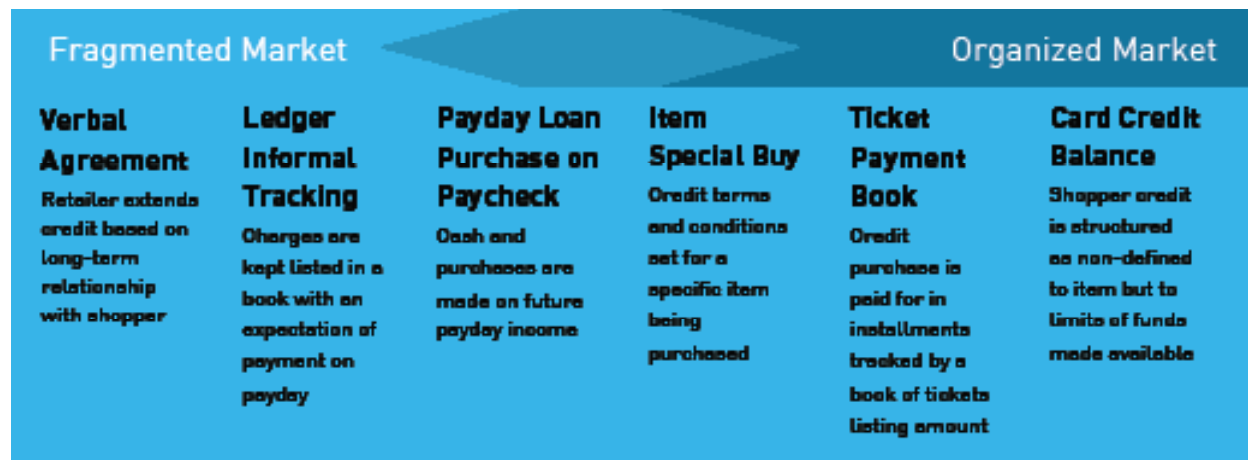 Fragmented Market
Organized Market
Verbal
Agreement
Retailer extends
credit based on
long-term
relationship
with shopper
Ledger
Informal
Tracking
Charges are
kept listed in a
book with an
expectation of
payment on
payday
Payday Loan
Purchase on
Paycheck
Cash and
purchases are
made on future
payday income
Item
Special Buy
Credit terms
and conditions
set for a
specific item
being
purchased
Ticket
Payment
Book
Credit
purchase is
paid for in
installments
tracked by a
book of tickets
listing amount
Card Credit
Balance
Shopper credit
is structured
as non-defined
to item but to
limits of funds
made available